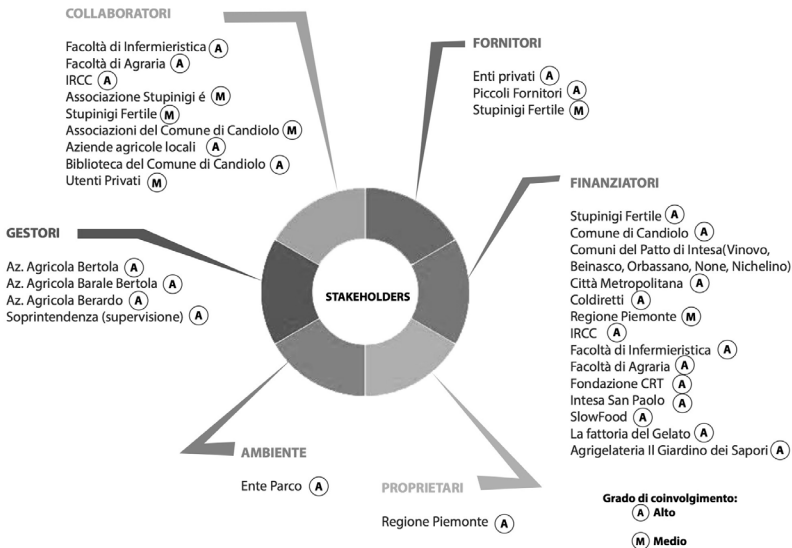 COLLABORATORI
Facoltà di Infermieristica A
Facoltà di Agraria A
IRCC A
Associazione Stupinigi é M
Stupinigi Fertile M
Associazioni del Comune di Candiolo M
Aziende agricole locali A
Biblioteca del Comune di Candiolo A
Utenti Privati M
FORNITORI
Enti privati A
Piccoli Fornitori A
Stupinigi Fertile M
FINANZIATORI
Stupinigi Fertile A
Comune di Candiolo A
Comuni del Patto di Intesa(Vinovo,
Beinasco, Orbassano, None, Nichelino)
Città Metropolitana A
Coldiretti A
Regione Piemonte M
IRCC A
Facoltà di Infermieristica A
Facoltà di Agraria A
Fondazione CRT A
Intesa San Paolo A
SlowFood A
La fattoria del Gelato A
Agrigelateria Il Giardino dei Sapori A
GESTORI
Az. Agricola Bertola A
Az. Agricola Barale Bertola A
Az. Agricola Berardo A
Soprintendenza (supervisione) A
STAKEHOLDERS
AMBIENTE
Ente Parco A
PROPRIETARI
Regione Piemonte A
Grado di coinvolgimento:
A Alto
M Medio